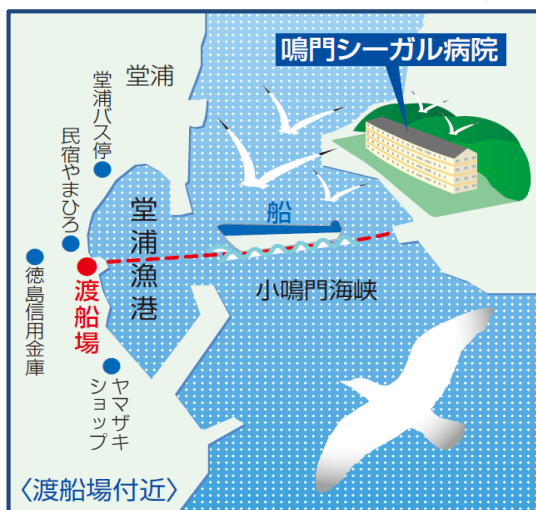 鳴門シーガル病院
堂浦
堂浦バス停
民宿やまひろ
堂浦漁港
船
渡船場
徳島信用金庫
小鳴門海峡
ヤマザキ
ショップ
〈渡船場付近〉